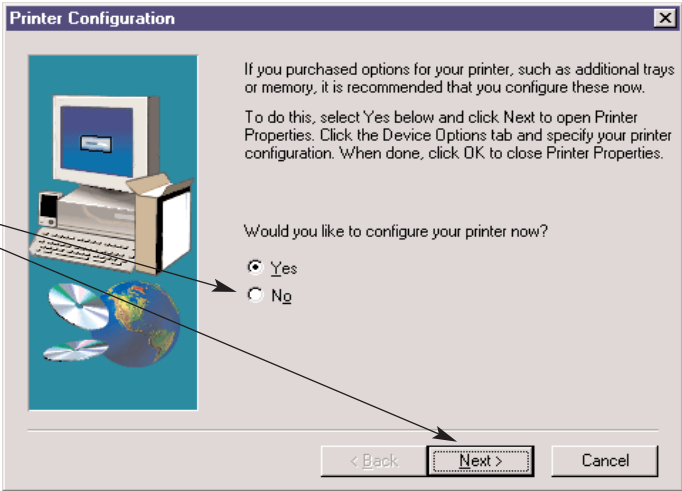 Printer Configuration
If you purchased options for your printer, such as additional trays
or memory, it is recommended that you configure these now.
To do this, select Yes below and click Next to open Printer
Properties. Click the Device Options tab and specify your printer
configuration. When done, click OK to close Printer Properties.
Would you like to configure your printer now?
Yes
No
< Back
Next >
Cancel